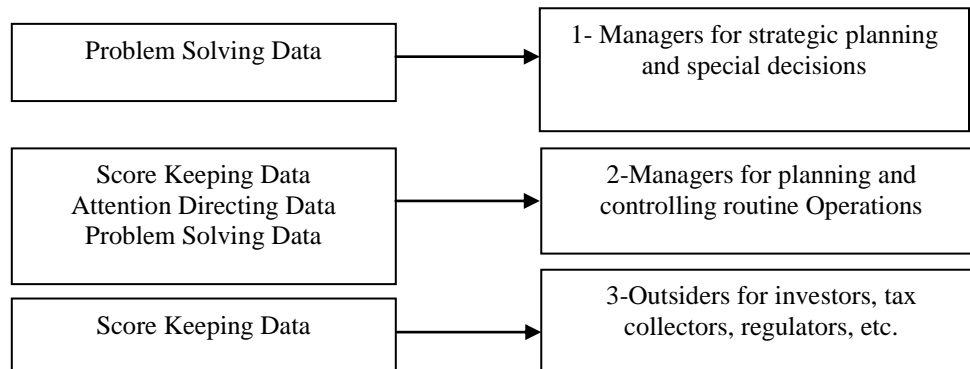 Problem Solving Data
1- Managers for strategic planning
and special decisions
Score Keeping Data
Attention Directing Data
Problem Solving Data
2-Managers for planning and
controlling routine Operations
Score Keeping Data
3-Outsiders for investors, tax
collectors, regulators, etc.